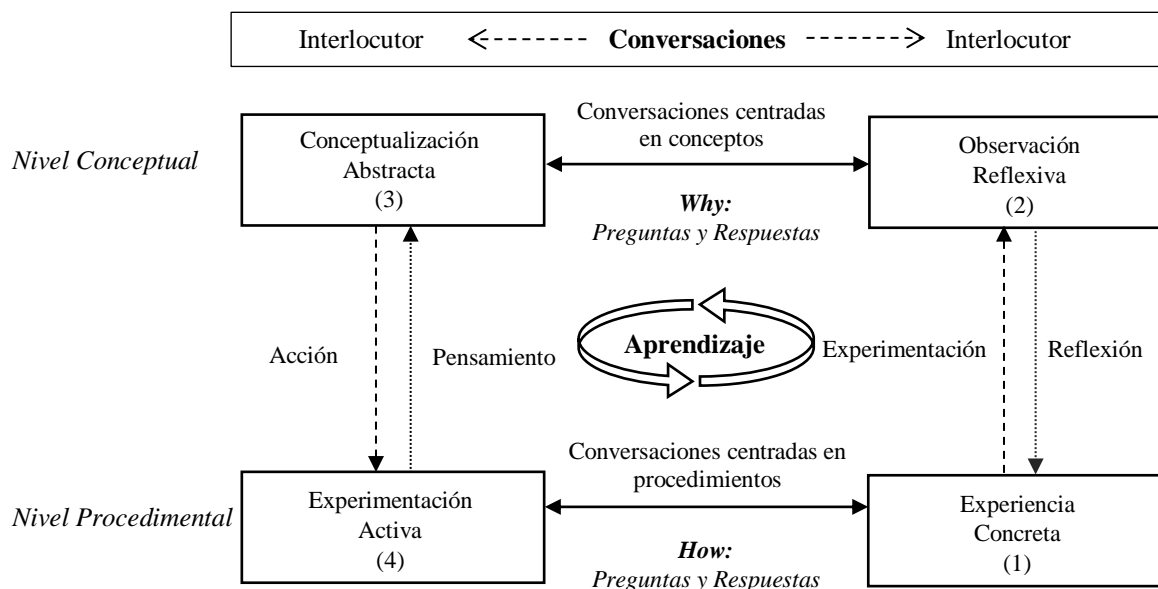 Interlocutor Conversaciones Interlocutor
Conversaciones centradas
en conceptos
Nivel Conceptual
Conceptualización
Abstracta
(3)
Observación
Reflexiva
(2)
Why:
Preguntas y Respuestas
Acción
Pensamiento
Aprendizaje
Experimentación
Reflexión
Conversaciones centradas en
procedimientos
Nivel Procedimental
Experimentación
Activa
(4)
Experiencia
Concreta
(1)
How:
Preguntas y Respuestas